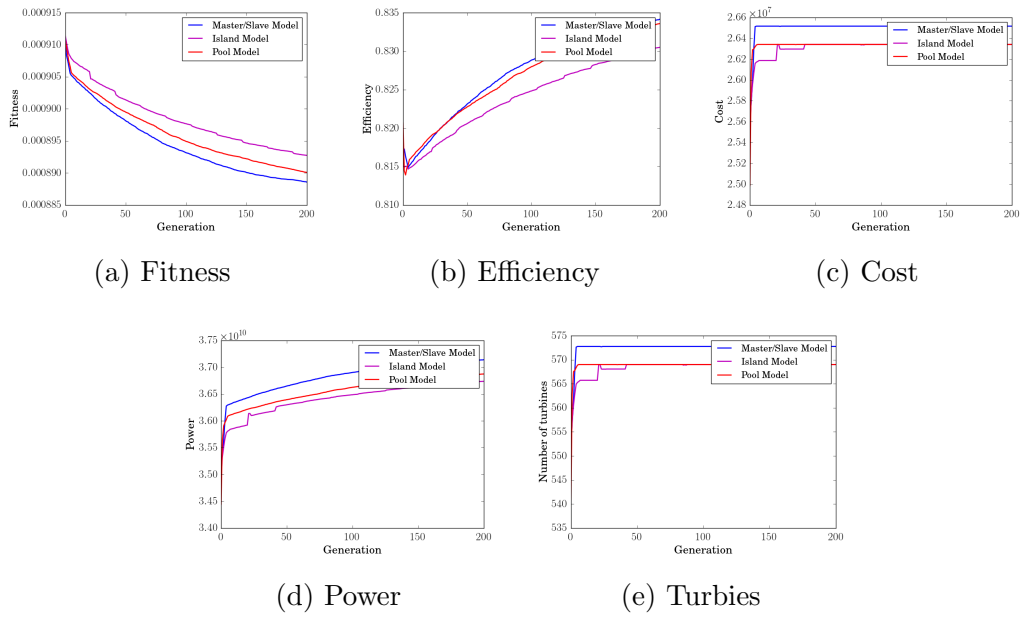 0.000910
0.000905
0.000900
0.000895
0.000890
0.000885
Fitness
0
50
100
150
200
Generation
Master/Slave Model
Island Model
Pool Model
(a) Fitness
0.835
0.830
0.825
0.820
0.815
0.810
Efficiency
0
50
100
150
200
Generation
Master/Slave Model
Island Model
Pool Model
(b) Efficiency
×10⁷
2.66
2.64
2.62
2.60
2.58
2.56
2.54
2.52
2.50
2.48
Cost
0
50
100
150
200
Generation
Master/Slave Model
Island Model
Pool Model
(c) Cost
×10¹⁰
3.75
3.70
3.65
3.60
3.55
3.50
3.45
3.40
Power
0
50
100
150
200
Generation
Master/Slave Model
Island Model
Pool Model
(d) Power
575
570
565
560
555
550
545
540
535
Number of turbines
0
50
100
150
200
Generation
Master/Slave Model
Island Model
Pool Model
(e) Turbies